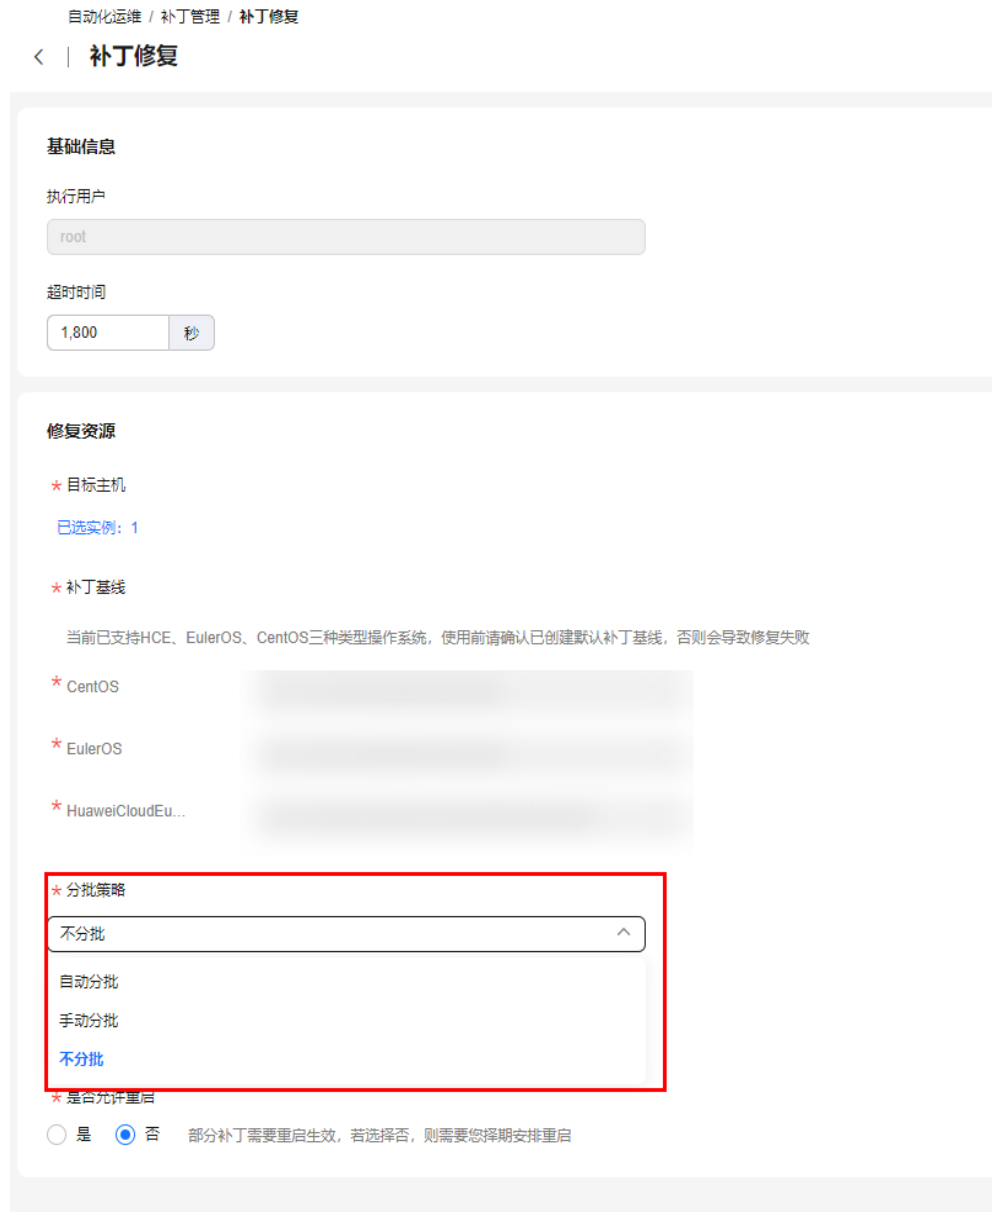 自动化运维 / 补丁管理 / 补丁修复
补丁修复
基础信息
执行用户
root
超时时间
1,800 秒
修复资源
* 目标主机
已选实例：1
* 补丁基线
当前已支持HCE、EulerOS、CentOS三种类型操作系统，使用前请确认已创建默认补丁基线，否则会导致修复失败
* CentOS
* EulerOS
* HuaweiCloudEu...
* 分批策略
不分批
自动分批
手动分批
不分批
* 是否允许重启
是 否 部分补丁需要重启生效，若选择否，则需要您择期安排重启